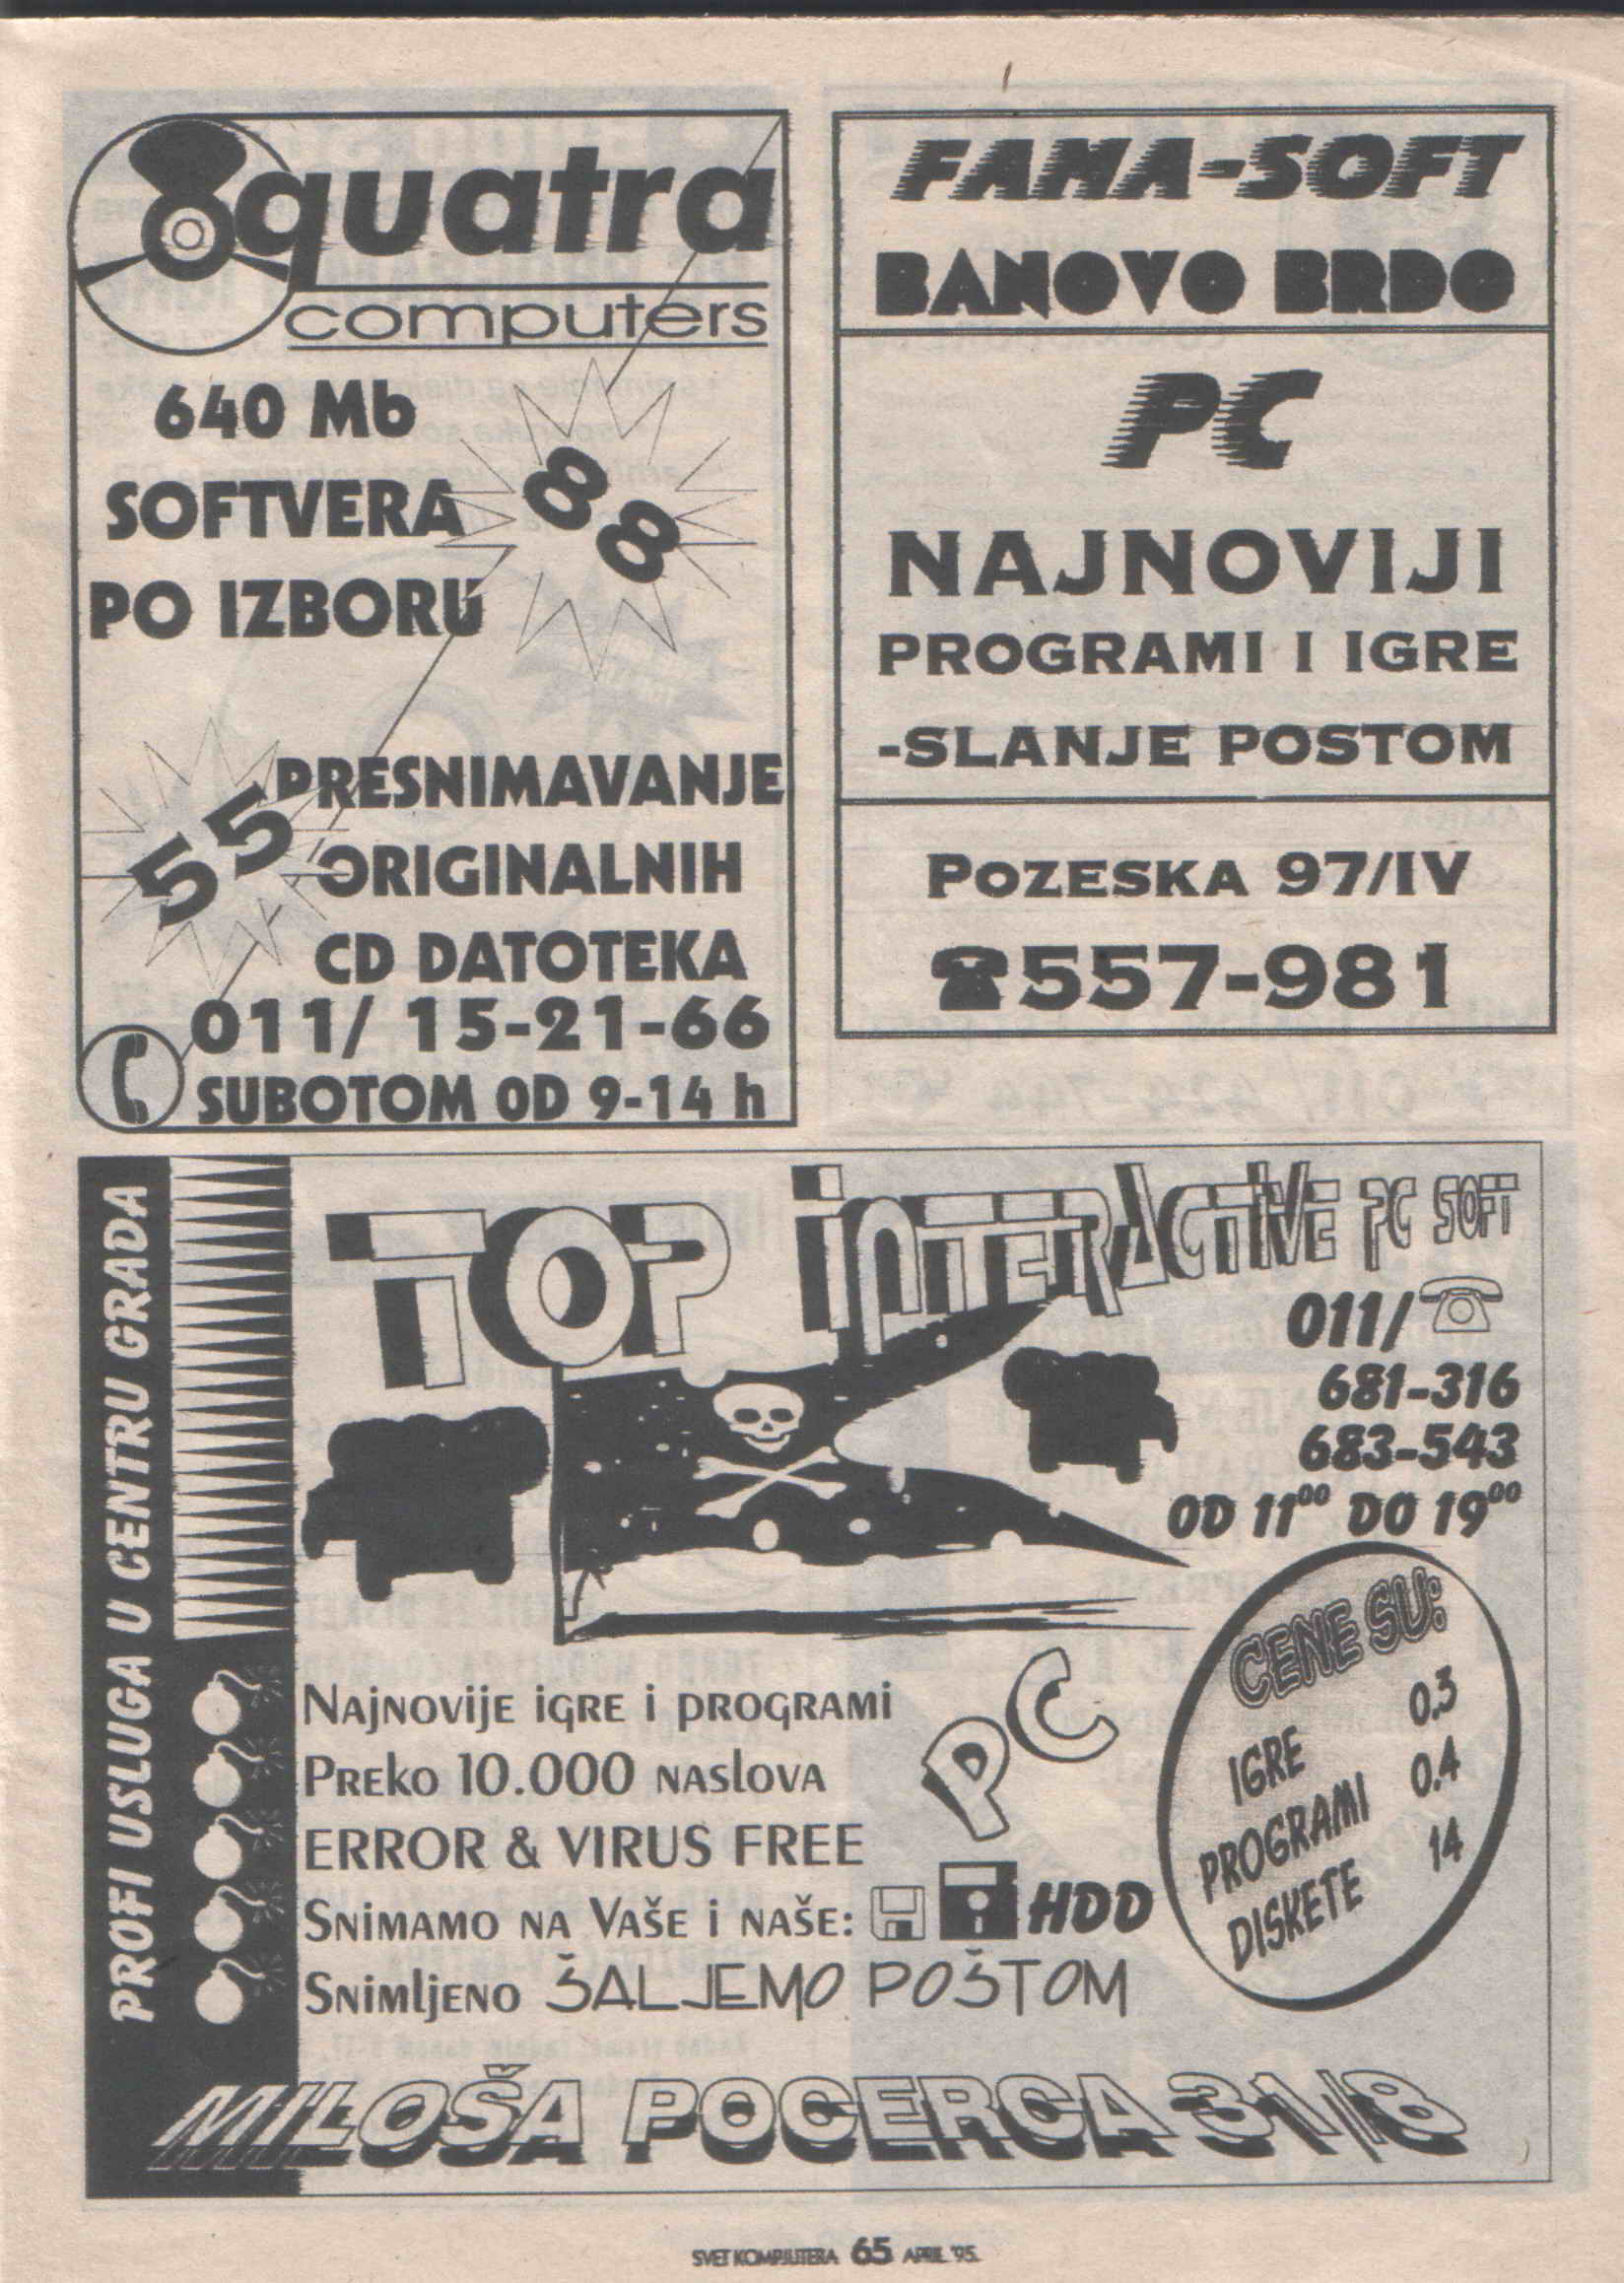 quatra
computers
640 Mb
SOFTVERA
PO IZBORU
88
55
PRESNIMAVANJE
ORIGINALNIH
CD DATOTEKA
011/ 15-21-66
SUBOTOM OD 9-14 h
FAMA-SOFT
BANOVO BRDO
PC
NAJNOVIJI
PROGRAMI I IGRE
-SLANJE POSTOM
POZESKA 97/IV
557-981
PROFI USLUGA U CENTRU GRADA
TOP INTERACTIVE PC SOFT
011/
681-316
683-543
OD 11⁰⁰ DO 19⁰⁰
Najnovije igre i programi
Preko 10.000 naslova
ERROR & VIRUS FREE
Snimamo na Vaše i naše: HDD
Snimljeno ŠALJEMO POŠTOM
PC
CENE SU:
IGRE 0.3
PROGRAMI 0.4
DISKETE 14
MILOŠA POCERCA 31/8
SVET KOMPJUTERA 65 APRIL '95.